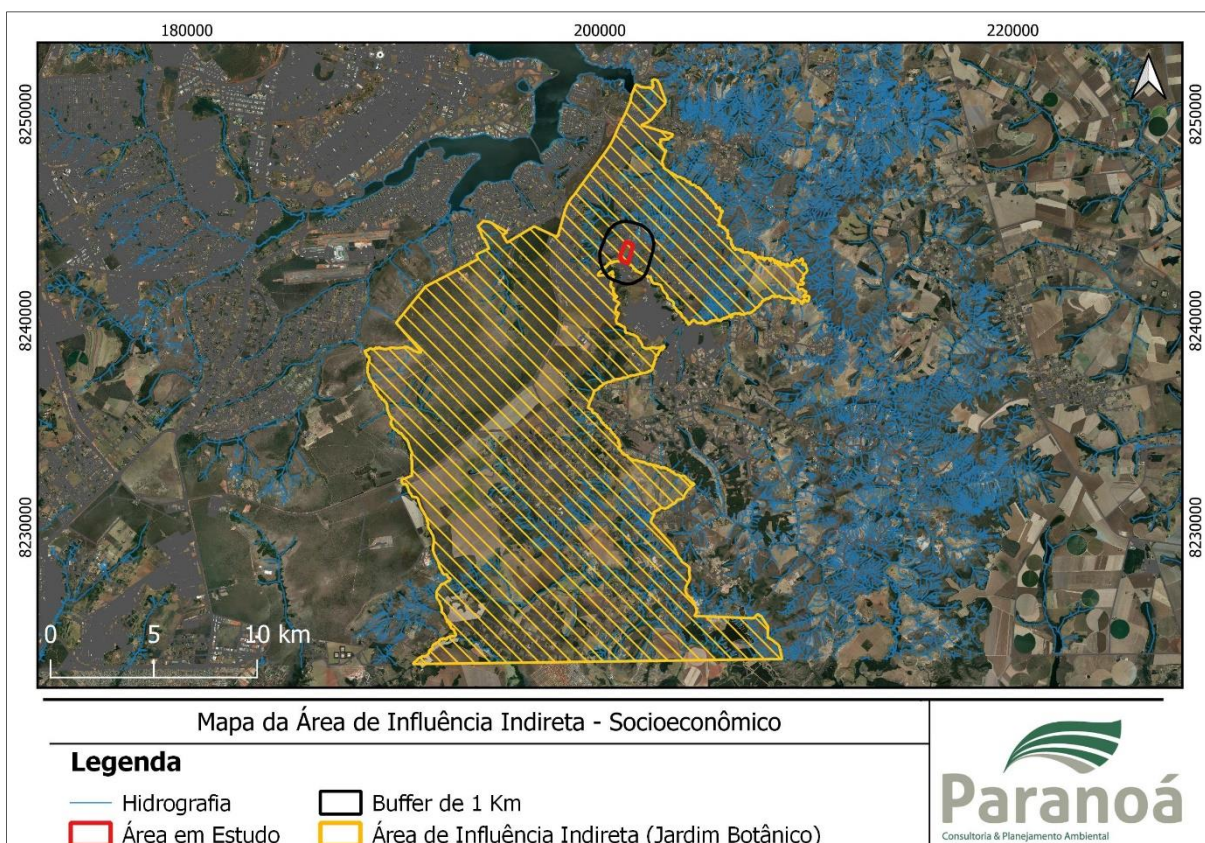 180000 200000 220000
8250000 8250000
8240000 8240000
8230000 8230000
0 5 10 km
Mapa da Área de Influência Indireta - Socioeconômico
Legenda
Hidrografia
Buffer de 1 Km
Área em Estudo
Área de Influência Indireta (Jardim Botânico)
Paranoá
Consultoria & Planejamento Ambiental